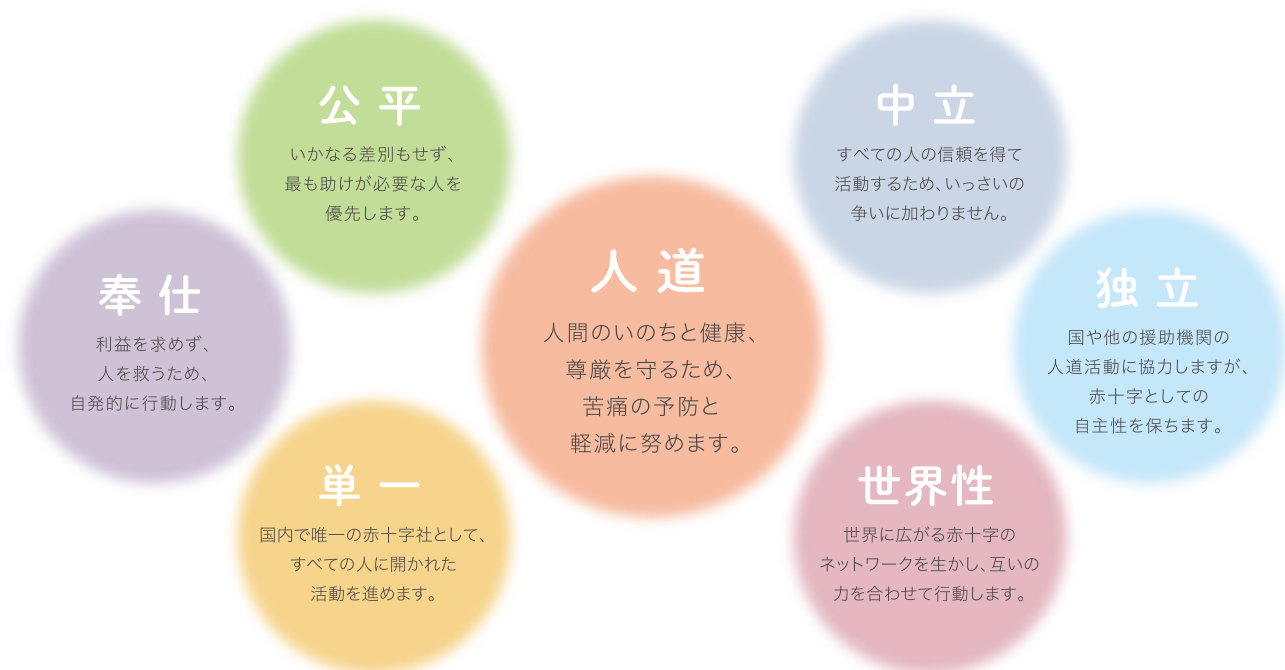 公平
いかなる差別もせず、
最も助けが必要な人を
優先します。
中立
すべての人の信頼を得て
活動するため、いっさいの
争いに加わりません。
奉仕
利益を求めず、
人を救うため、
自発的に行動します。
人道
人間のいのちと健康、
尊厳を守るため、
苦痛の予防と
軽減に努めます。
独立
国や他の援助機関の
人道活動に協力しますが、
赤十字としての
自主性を保ちます。
単一
国内で唯一の赤十字社として、
すべての人に開かれた
活動を進めます。
世界性
世界に広がる赤十字の
ネットワークを生かし、互いの
力を合わせて行動します。